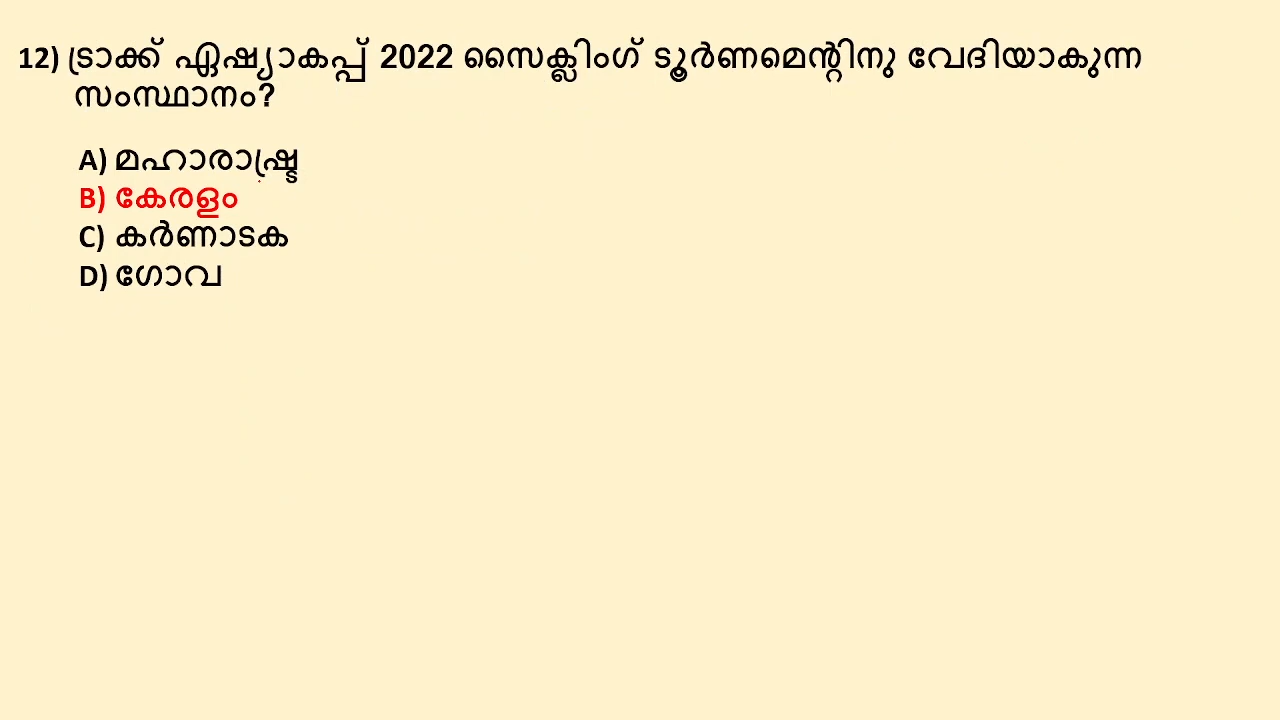 12) ട്രാക്ക് ഏഷ്യാകപ്പ് 2022 സൈക്ലിംഗ് ടൂർണമെന്റിനു വേദിയാകുന്ന
സംസ്ഥാനം?
A) മഹാരാഷ്ട്ര
B) കേരളം
C) കർണാടക
D) ഗോവ